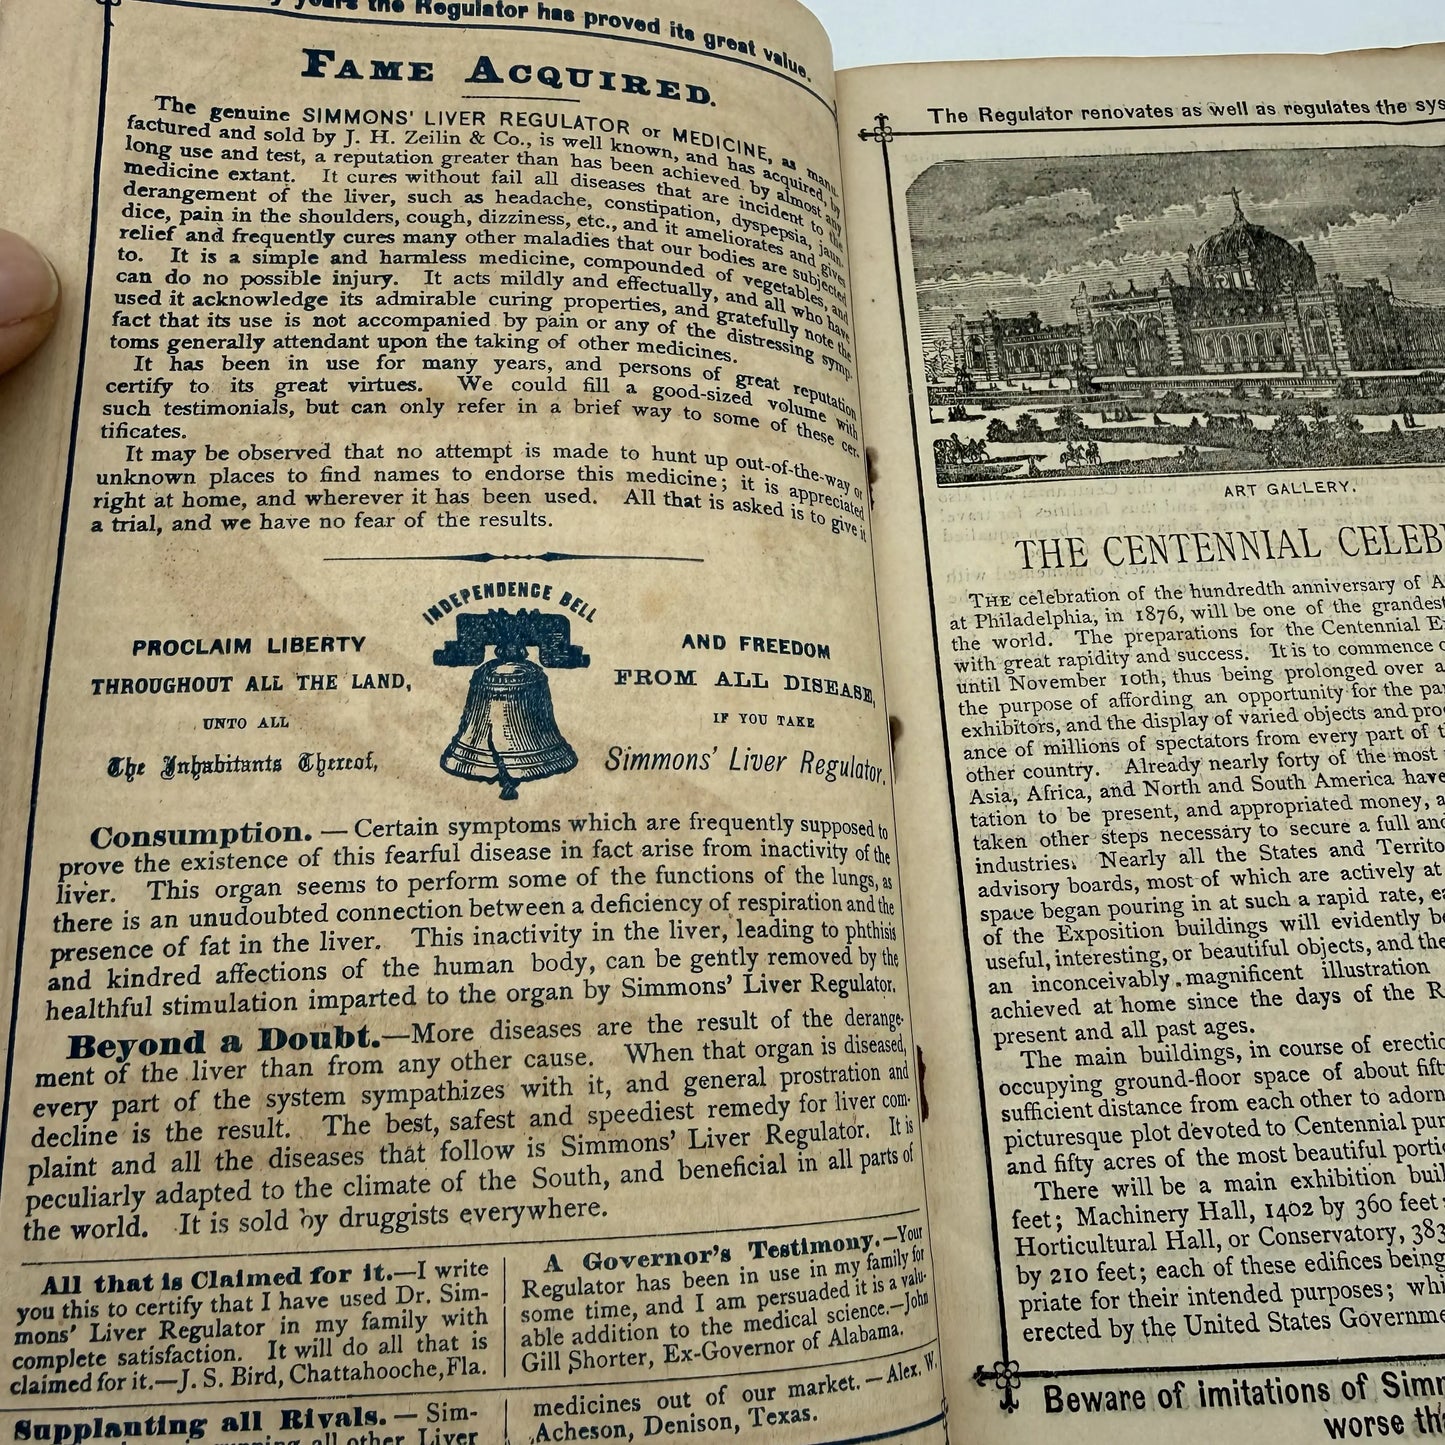 years the Regulator has proved its great value.
FAME ACQUIRED.
The genuine SIMMONS' LIVER REGULATOR or MEDICINE, as manu-
factured and sold by J. H. Zeilin & Co., is well known, and has acquired, by
long use and test, a reputation greater than has been achieved by almost any
medicine extant. It cures without fail all diseases that are incident to the
derangement of the liver, such as headache, constipation, dyspepsia, jaun-
dice, pain in the shoulders, cough, dizziness, etc., and it ameliorates and gives
relief and frequently cures many other maladies that our bodies are subjected
to. It is a simple and harmless medicine, compounded of vegetables, and
can do no possible injury. It acts mildly and effectually, and all who have
used it acknowledge its admirable curing properties, and gratefully note the
fact that its use is not accompanied by pain or any of the distressing symp-
toms generally attendant upon the taking of other medicines.
It has been in use for many years, and persons of great reputation
certify to its great virtues. We could fill a good-sized volume with
such testimonials, but can only refer in a brief way to some of these cer-
tificates.
It may be observed that no attempt is made to hunt up out-of-the-way or
unknown places to find names to endorse this medicine; it is appreciated
right at home, and wherever it has been used. All that is asked is to give it
a trial, and we have no fear of the results.
INDEPENDENCE BELL
PROCLAIM LIBERTY
THROUGHOUT ALL THE LAND,
UNTO ALL
The Inhabitants Thereof,
AND FREEDOM
FROM ALL DISEASE,
IF YOU TAKE
Simmons' Liver Regulator.
Consumption. — Certain symptoms which are frequently supposed to
prove the existence of this fearful disease in fact arise from inactivity of the
liver. This organ seems to perform some of the functions of the lungs, as
there is an unudoubted connection between a deficiency of respiration and the
presence of fat in the liver. This inactivity in the liver, leading to phthisis
and kindred affections of the human body, can be gently removed by the
healthful stimulation imparted to the organ by Simmons' Liver Regulator.
Beyond a Doubt.—More diseases are the result of the derange-
ment of the liver than from any other cause. When that organ is diseased,
every part of the system sympathizes with it, and general prostration and
decline is the result. The best, safest and speediest remedy for liver com-
plaint and all the diseases that follow is Simmons' Liver Regulator. It is
peculiarly adapted to the climate of the South, and beneficial in all parts of
the world. It is sold by druggists everywhere.
All that is Claimed for it.—I write
you this to certify that I have used Dr. Sim-
mons' Liver Regulator in my family with
complete satisfaction. It will do all that is
claimed for it.—J. S. Bird, Chattahooche, Fla.
Supplanting all Rivals. — Sim-
all other Liver
A Governor's Testimony.—Your
Regulator has been in use in my family for
some time, and I am persuaded it is a valu-
able addition to the medical science.—John
Gill Shorter, Ex-Governor of Alabama.
medicines out of our market. — Alex. W.
Acheson, Denison, Texas.
The Regulator renovates as well as regulates the sys
ART GALLERY.
THE CENTENNIAL CELEB
THE celebration of the hundredth anniversary of A
at Philadelphia, in 1876, will be one of the grandest
the world. The preparations for the Centennial E
with great rapidity and success. It is to commence
until November 10th, thus being prolonged over a
the purpose of affording an opportunity for the pa
exhibitors, and the display of varied objects and pro
ance of millions of spectators from every part of t
other country. Already nearly forty of the most
Asia, Africa, and North and South America have
tation to be present, and appropriated money, a
taken other steps necessary to secure a full and
industries. Nearly all the States and Territo
advisory boards, most of which are actively at
space began pouring in at such a rapid rate, ea
of the Exposition buildings will evidently be
useful, interesting, or beautiful objects, and the
an inconceivably magnificent illustration
achieved at home since the days of the R
present and all past ages.
The main buildings, in course of erectio
occupying ground-floor space of about fift
sufficient distance from each other to adorn
picturesque plot devoted to Centennial pur
and fifty acres of the most beautiful portio
There will be a main exhibition buil
feet; Machinery Hall, 1402 by 360 feet;
Horticultural Hall, or Conservatory, 383
by 210 feet; each of these edifices being
priate for their intended purposes; whi
erected by the United States Governme
Beware of imitations of Simm
worse tha